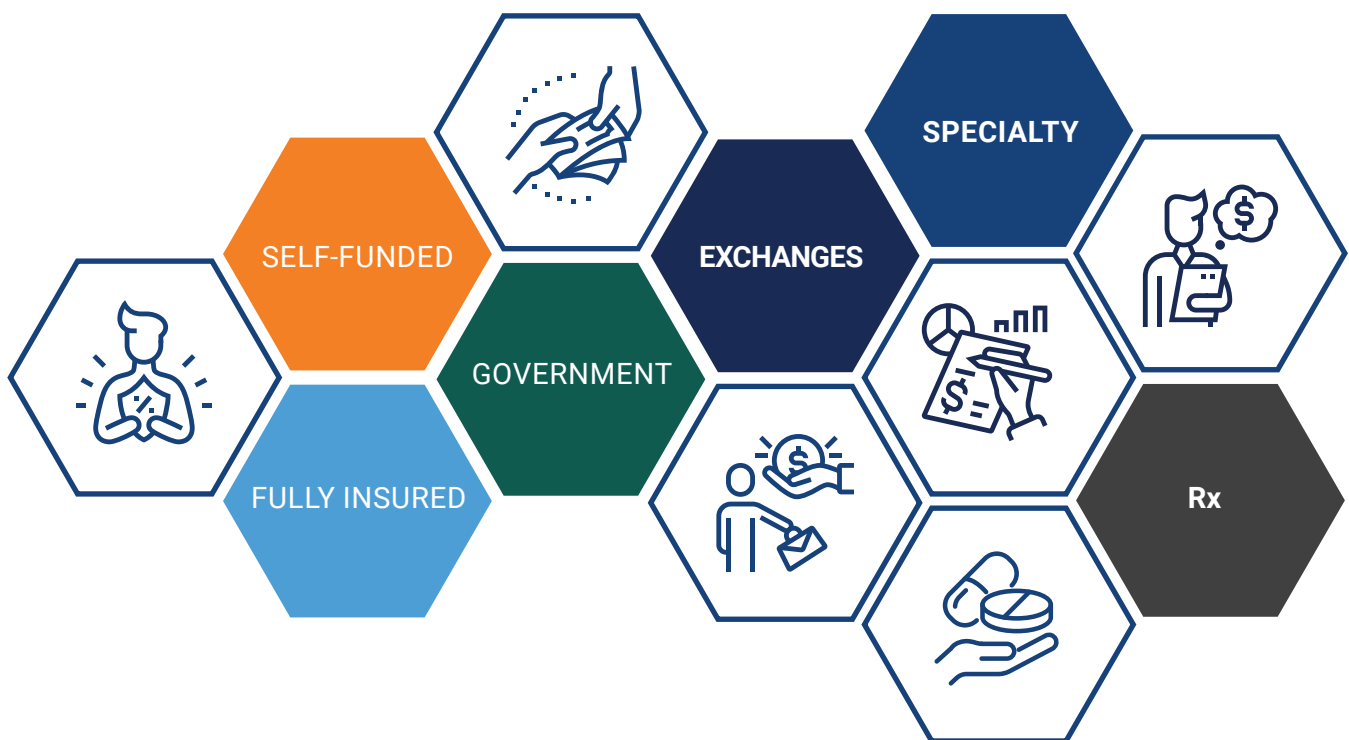 SPECIALTY
SELF-FUNDED
EXCHANGES
GOVERNMENT
FULLY INSURED
Rx